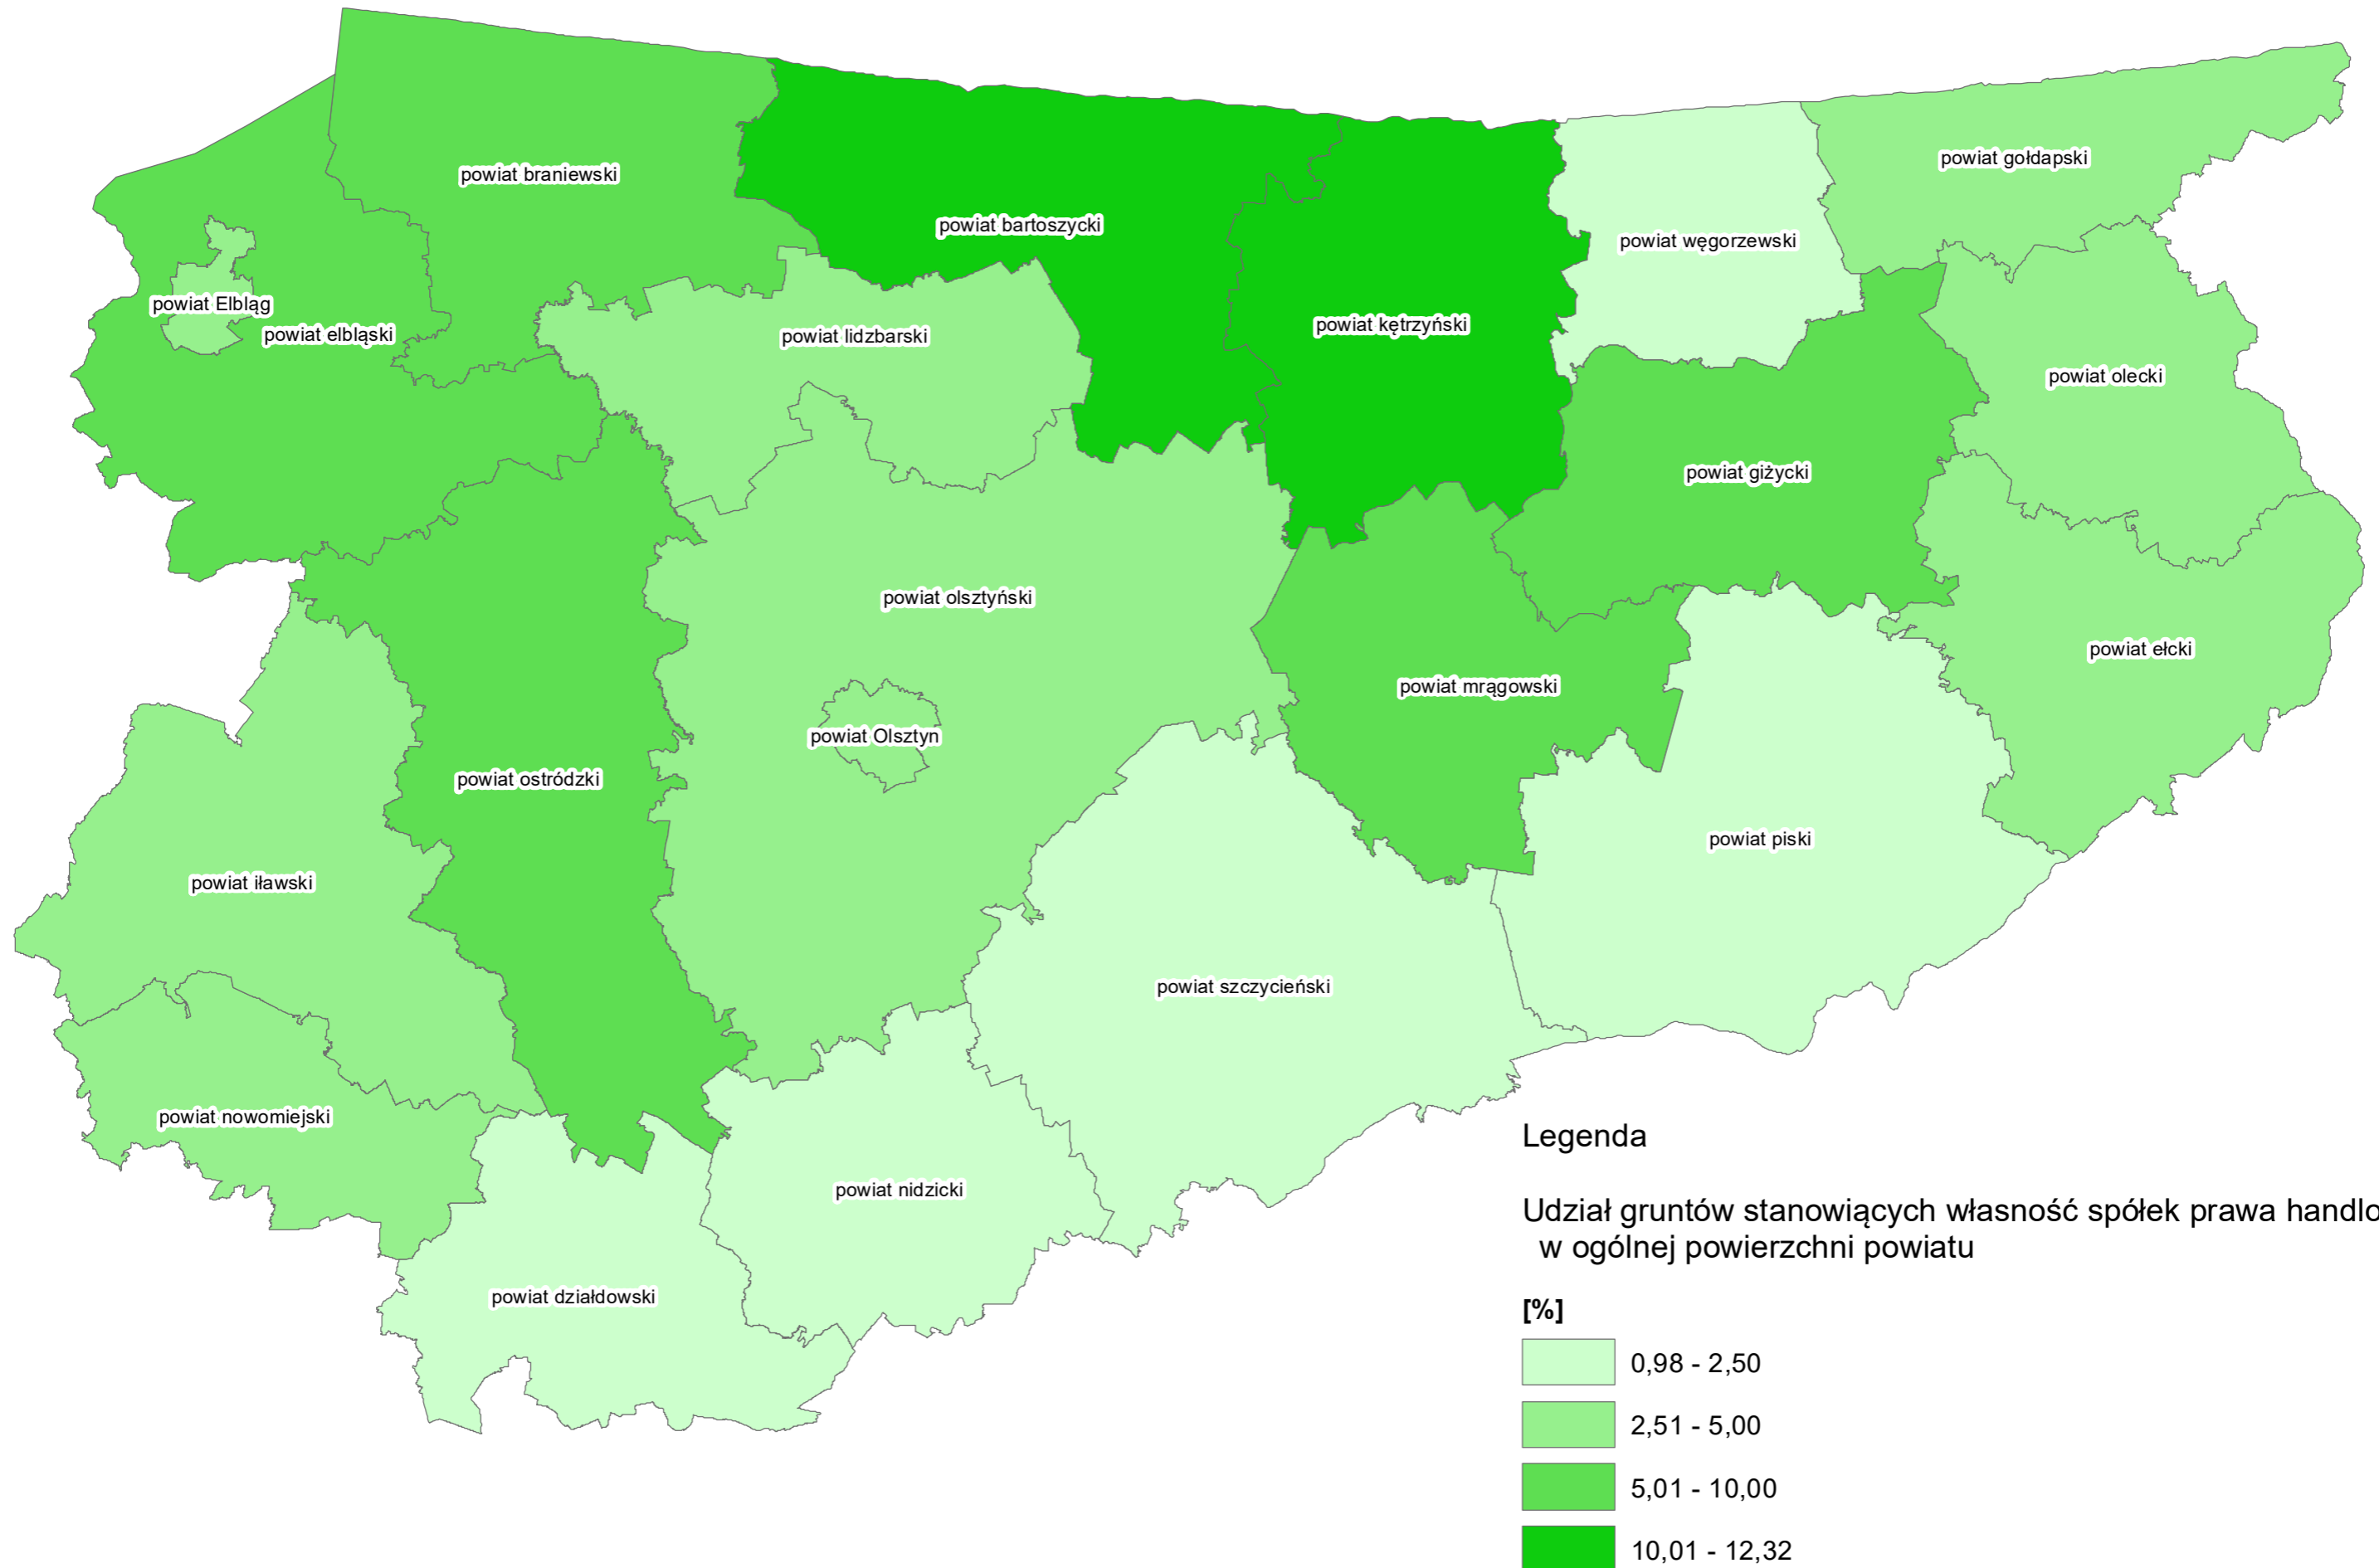 powiat gołdapski
powiat braniewski
powiat bartoszycki
powiat węgorzewski
powiat Elbląg
powiat kętrzyński
powiat elbląski
powiat lidzbarski
powiat olecki
powiat giżycki
powiat olsztyński
powiat ełcki
powiat mrągowski
powiat Olsztyn
powiat ostródzki
powiat piski
powiat iławski
powiat szczycieński
powiat nowomiejski
powiat nidzicki
powiat działdowski
Legenda
Udział gruntów stanowiących własność spółek prawa handlo
w ogólnej powierzchni powiatu
[%]
0,98 - 2,50
2,51 - 5,00
5,01 - 10,00
10,01 - 12,32